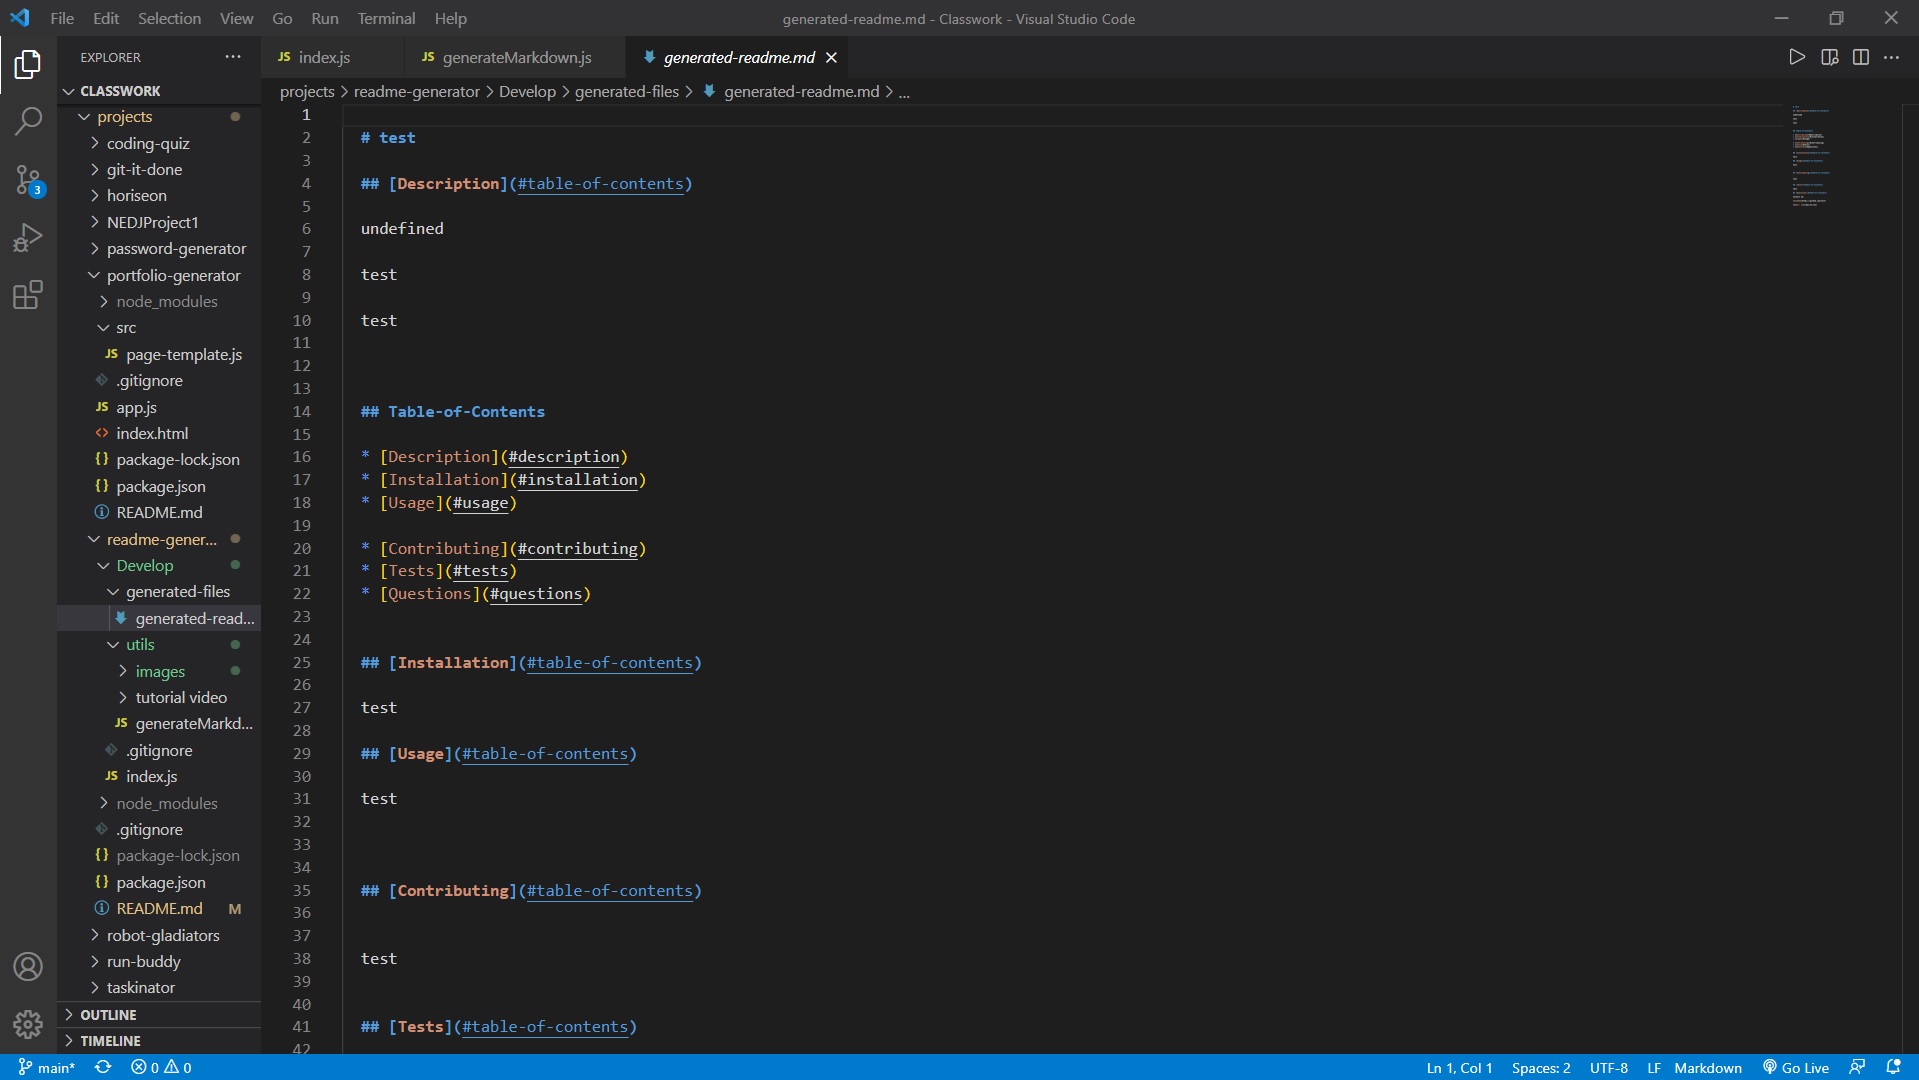 File Edit Selection View Go Run Terminal Help
generated-readme.md - Classwork - Visual Studio Code
EXPLORER
JS index.js
JS generateMarkdown.js
generated-readme.md
CLASSWORK
projects > readme-generator > Develop > generated-files > generated-readme.md > ...
projects
coding-quiz
git-it-done
horiseon
3
NEDJProject1
password-generator
portfolio-generator
node_modules
src
JS page-template.js
.gitignore
JS app.js
<> index.html
{} package-lock.json
{} package.json
README.md
readme-gener...
Develop
generated-files
generated-read...
utils
images
tutorial video
JS generateMarkd...
.gitignore
JS index.js
node_modules
.gitignore
{} package-lock.json
{} package.json
README.md M
robot-gladiators
run-buddy
taskinator
OUTLINE
TIMELINE
1
2 # test
3
4 ## [Description](#table-of-contents)
5
6 undefined
7
8 test
9
10 test
11
12
13
14 ## Table-of-Contents
15
16 * [Description](#description)
17 * [Installation](#installation)
18 * [Usage](#usage)
19
20 * [Contributing](#contributing)
21 * [Tests](#tests)
22 * [Questions](#questions)
23
24
25 ## [Installation](#table-of-contents)
26
27 test
28
29 ## [Usage](#table-of-contents)
30
31 test
32
33
34
35 ## [Contributing](#table-of-contents)
36
37
38 test
39
40
41 ## [Tests](#table-of-contents)
42
main* 0 0
Ln 1, Col 1 Spaces: 2 UTF-8 LF Markdown Go Live